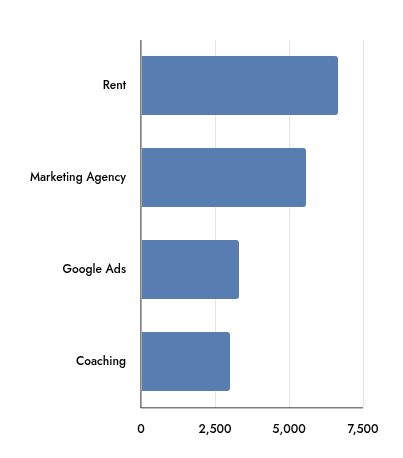 Rent
Marketing Agency
Google Ads
Coaching
0 2,500 5,000 7,500